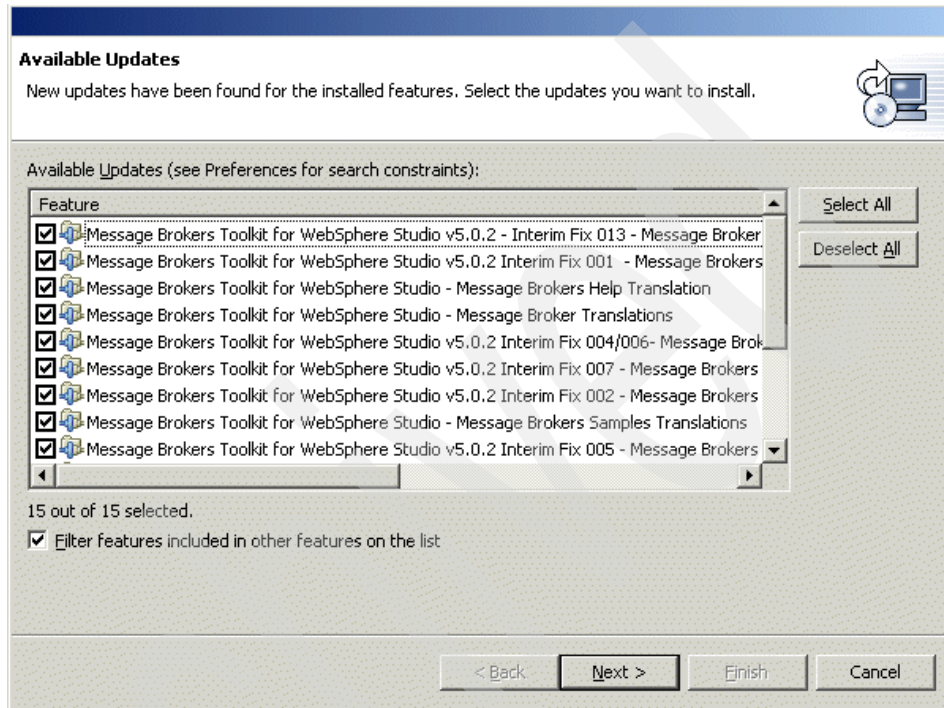 Available Updates
New updates have been found for the installed features. Select the updates you want to install.
Available Updates (see Preferences for search constraints):
Feature
Select All
Deselect All
Message Brokers Toolkit for WebSphere Studio v5.0.2 - Interim Fix 013 - Message Broker
Message Brokers Toolkit for WebSphere Studio v5.0.2 Interim Fix 001 - Message Brokers
Message Brokers Toolkit for WebSphere Studio - Message Brokers Help Translation
Message Brokers Toolkit for WebSphere Studio - Message Broker Translations
Message Brokers Toolkit for WebSphere Studio v5.0.2 Interim Fix 004/006- Message Brok
Message Brokers Toolkit for WebSphere Studio v5.0.2 Interim Fix 007 - Message Brokers
Message Brokers Toolkit for WebSphere Studio v5.0.2 Interim Fix 002 - Message Brokers
Message Brokers Toolkit for WebSphere Studio - Message Brokers Samples Translations
Message Brokers Toolkit for WebSphere Studio v5.0.2 Interim Fix 005 - Message Brokers
15 out of 15 selected.
Filter features included in other features on the list
< Back
Next >
Finish
Cancel